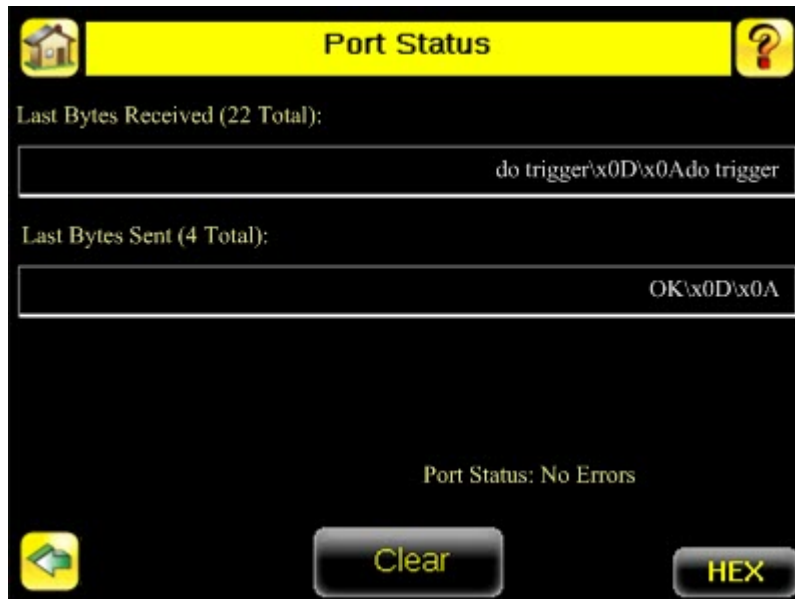 Port Status
?
Last Bytes Received (22 Total):
do trigger\x0D\x0Ado trigger
Last Bytes Sent (4 Total):
OK\x0D\x0A
Port Status: No Errors
Clear
HEX